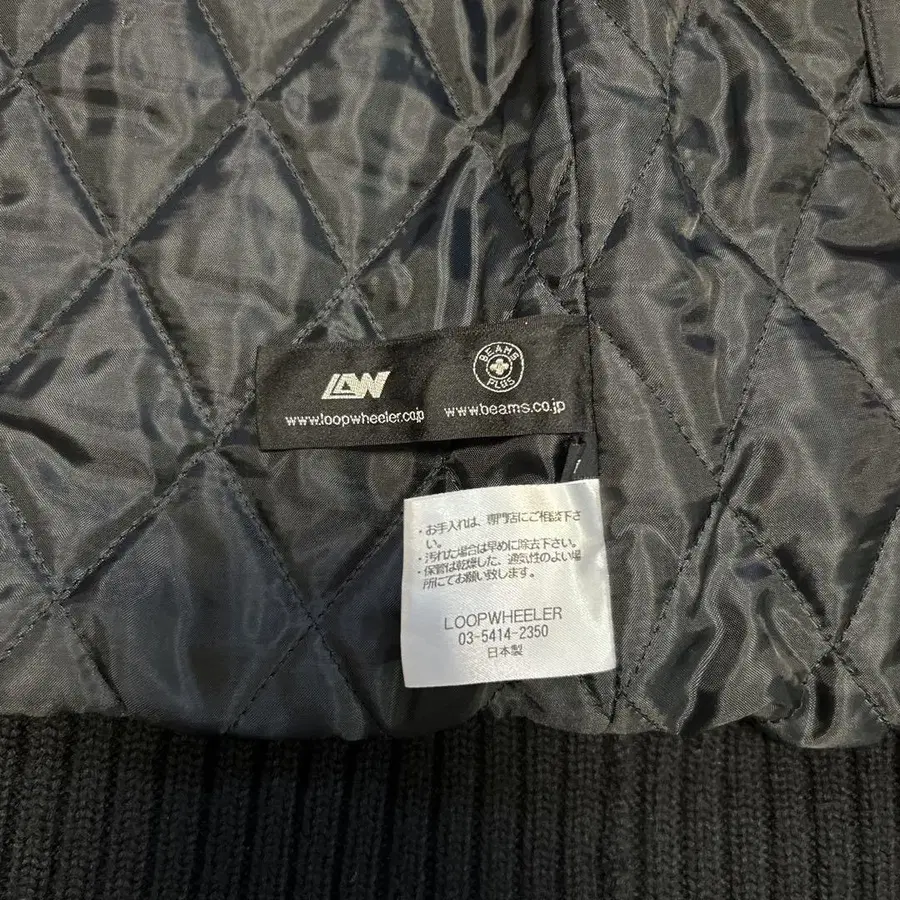 LW
BEAMS
PLUS
www.loopwheeler.co.jp
www.beams.co.jp
・お手入れは、専門店にご相談下さ
い。
・汚れた場合は早めに除去下さい。
・保管は乾燥した、通気性のよい場
所にてお願い致します。
LOOPWHEELER
03-5414-2350
日本製